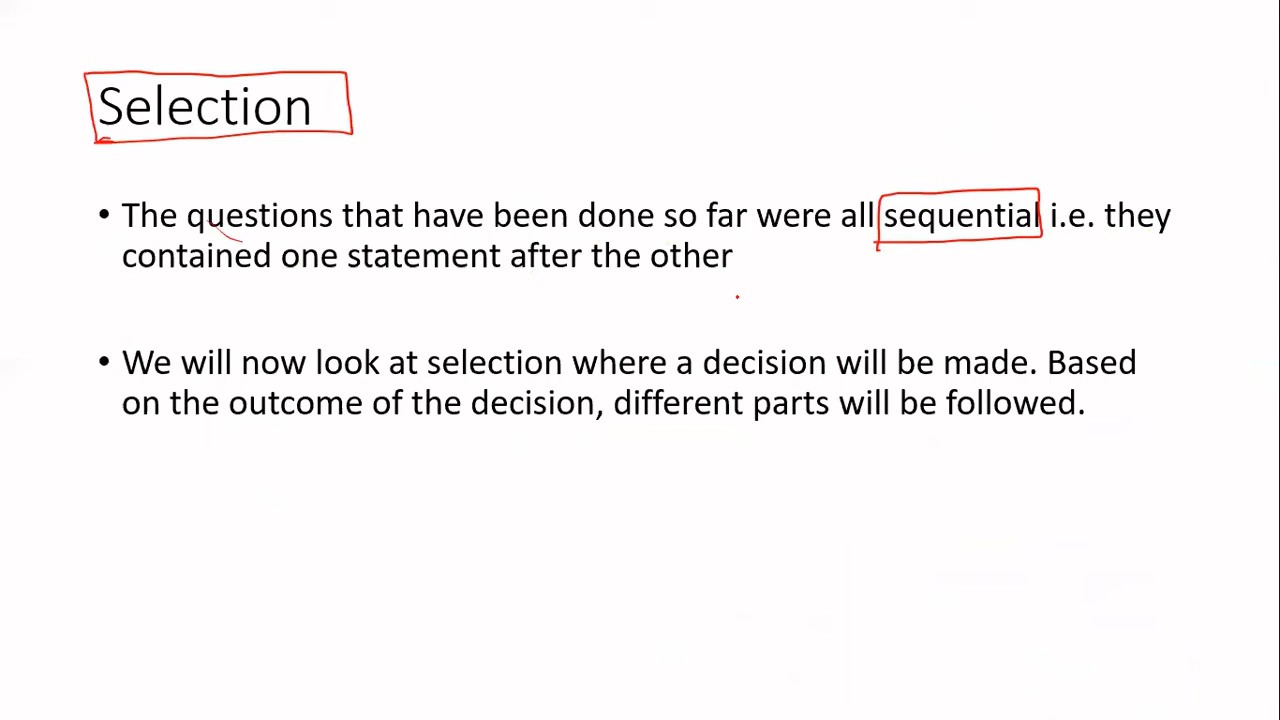 Selection
• The questions that have been done so far were all sequential i.e. they
contained one statement after the other
• We will now look at selection where a decision will be made. Based
on the outcome of the decision, different parts will be followed.